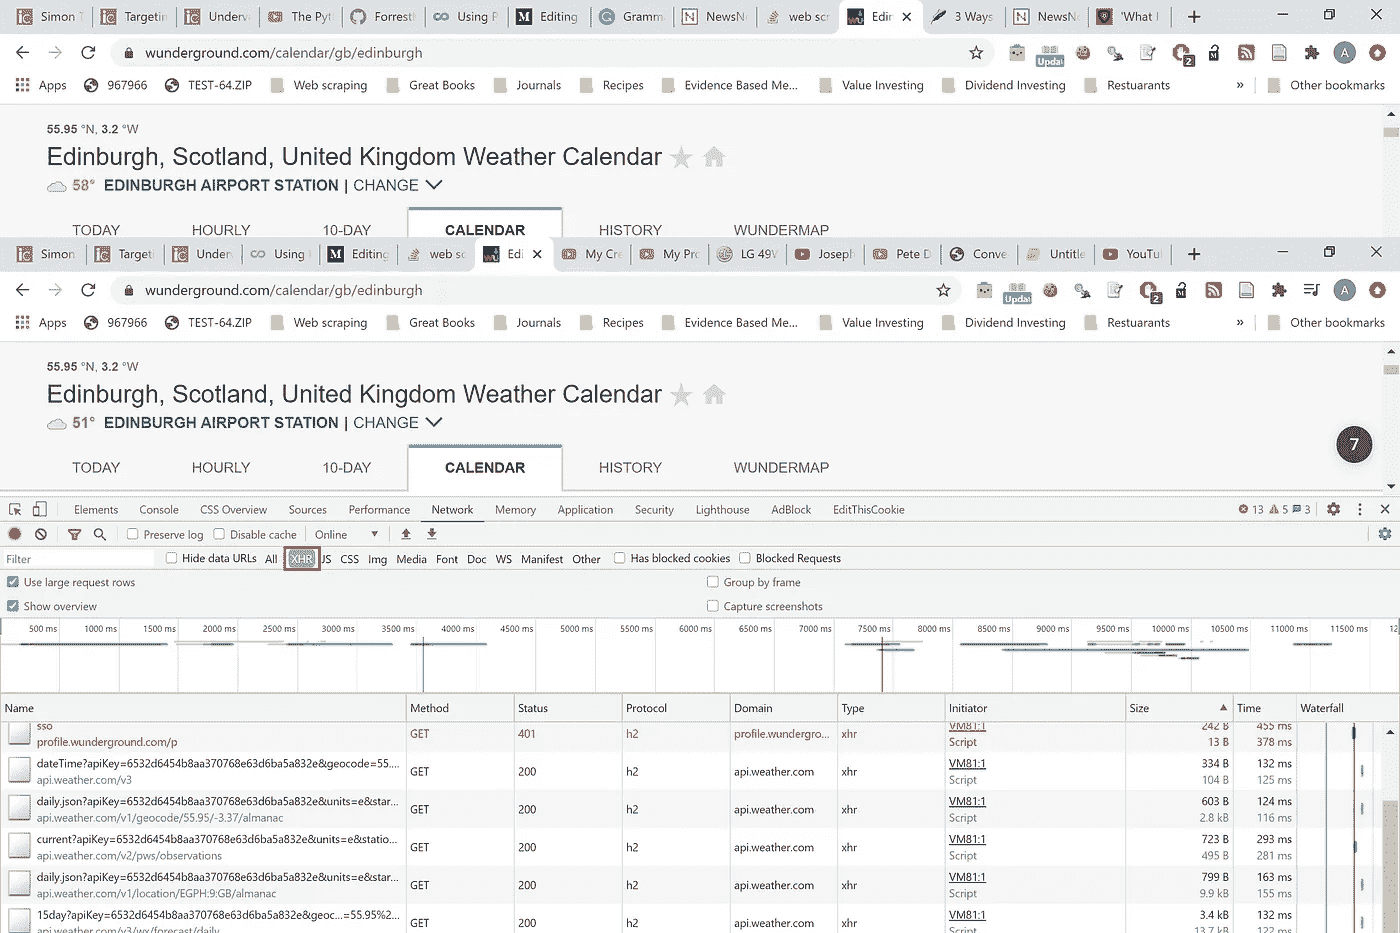 Simon T
Targetin
Underv
The Pyt
Forrestl
Using P
Editing
Gramm
NewsN
web scr
Edin
3 Ways
NewsN
'What I
wunderground.com/calendar/gb/edinburgh
Updat
2
A
Apps
967966
TEST-64.ZIP
Web scraping
Great Books
Journals
Recipes
Evidence Based Me...
Value Investing
Dividend Investing
Restuarants
»
Other bookmarks
55.95 °N, 3.2 °W
Edinburgh, Scotland, United Kingdom Weather Calendar
58° EDINBURGH AIRPORT STATION | CHANGE
TODAY HOURLY 10-DAY CALENDAR HISTORY WUNDERMAP
Simon
Targeti
Under
Using
Editing
web sc
Edi
My Cr
My Pro
LG 49V
Joseph
Pete D
Conve
Untitle
YouTu
wunderground.com/calendar/gb/edinburgh
Updat
2
A
Apps
967966
TEST-64.ZIP
Web scraping
Great Books
Journals
Recipes
Evidence Based Me...
Value Investing
Dividend Investing
Restuarants
»
Other bookmarks
55.95 °N, 3.2 °W
Edinburgh, Scotland, United Kingdom Weather Calendar
51° EDINBURGH AIRPORT STATION | CHANGE
7
TODAY HOURLY 10-DAY CALENDAR HISTORY WUNDERMAP
Elements Console CSS Overview Sources Performance Network Memory Application Security Lighthouse AdBlock EditThisCookie 13 5 3
Preserve log Disable cache Online
Filter Hide data URLs All XHR JS CSS Img Media Font Doc WS Manifest Other Has blocked cookies Blocked Requests
Use large request rows Group by frame
Show overview Capture screenshots
500 ms 1000 ms 1500 ms 2000 ms 2500 ms 3000 ms 3500 ms 4000 ms 4500 ms 5000 ms 5500 ms 6000 ms 6500 ms 7000 ms 7500 ms 8000 ms 8500 ms 9000 ms 9500 ms 10000 ms 10500 ms 11000 ms 11500 ms 12
Name Method Status Protocol Domain Type Initiator Size Time Waterfall
sso GET 401 h2 profile.wundergro... xhr VM81:1 242 B 455 ms
profile.wunderground.com/p Script 13 B 378 ms
dateTime?apiKey=6532d6454b8aa370768e63d6ba5a832e&geocode=55.... GET 200 h2 api.weather.com xhr VM81:1 334 B 132 ms
api.weather.com/v3 Script 104 B 125 ms
daily.json?apiKey=6532d6454b8aa370768e63d6ba5a832e&units=e&star... GET 200 h2 api.weather.com xhr VM81:1 603 B 124 ms
api.weather.com/v1/geocode/55.95/-3.37/almanac Script 2.8 kB 116 ms
current?apiKey=6532d6454b8aa370768e63d6ba5a832e&units=e&statio... GET 200 h2 api.weather.com xhr VM81:1 723 B 293 ms
api.weather.com/v2/pws/observations Script 495 B 281 ms
daily.json?apiKey=6532d6454b8aa370768e63d6ba5a832e&units=e&star... GET 200 h2 api.weather.com xhr VM81:1 799 B 163 ms
api.weather.com/v1/location/EGPH:9:GB/almanac Script 9.9 kB 155 ms
15day?apiKey=6532d6454b8aa370768e63d6ba5a832e&geoc...=55.95%2... GET 200 h2 api.weather.com xhr VM81:1 3.4 kB 132 ms
api.weather.com/v3/wx/forecast/daily Script 13.7 kB 122 ms